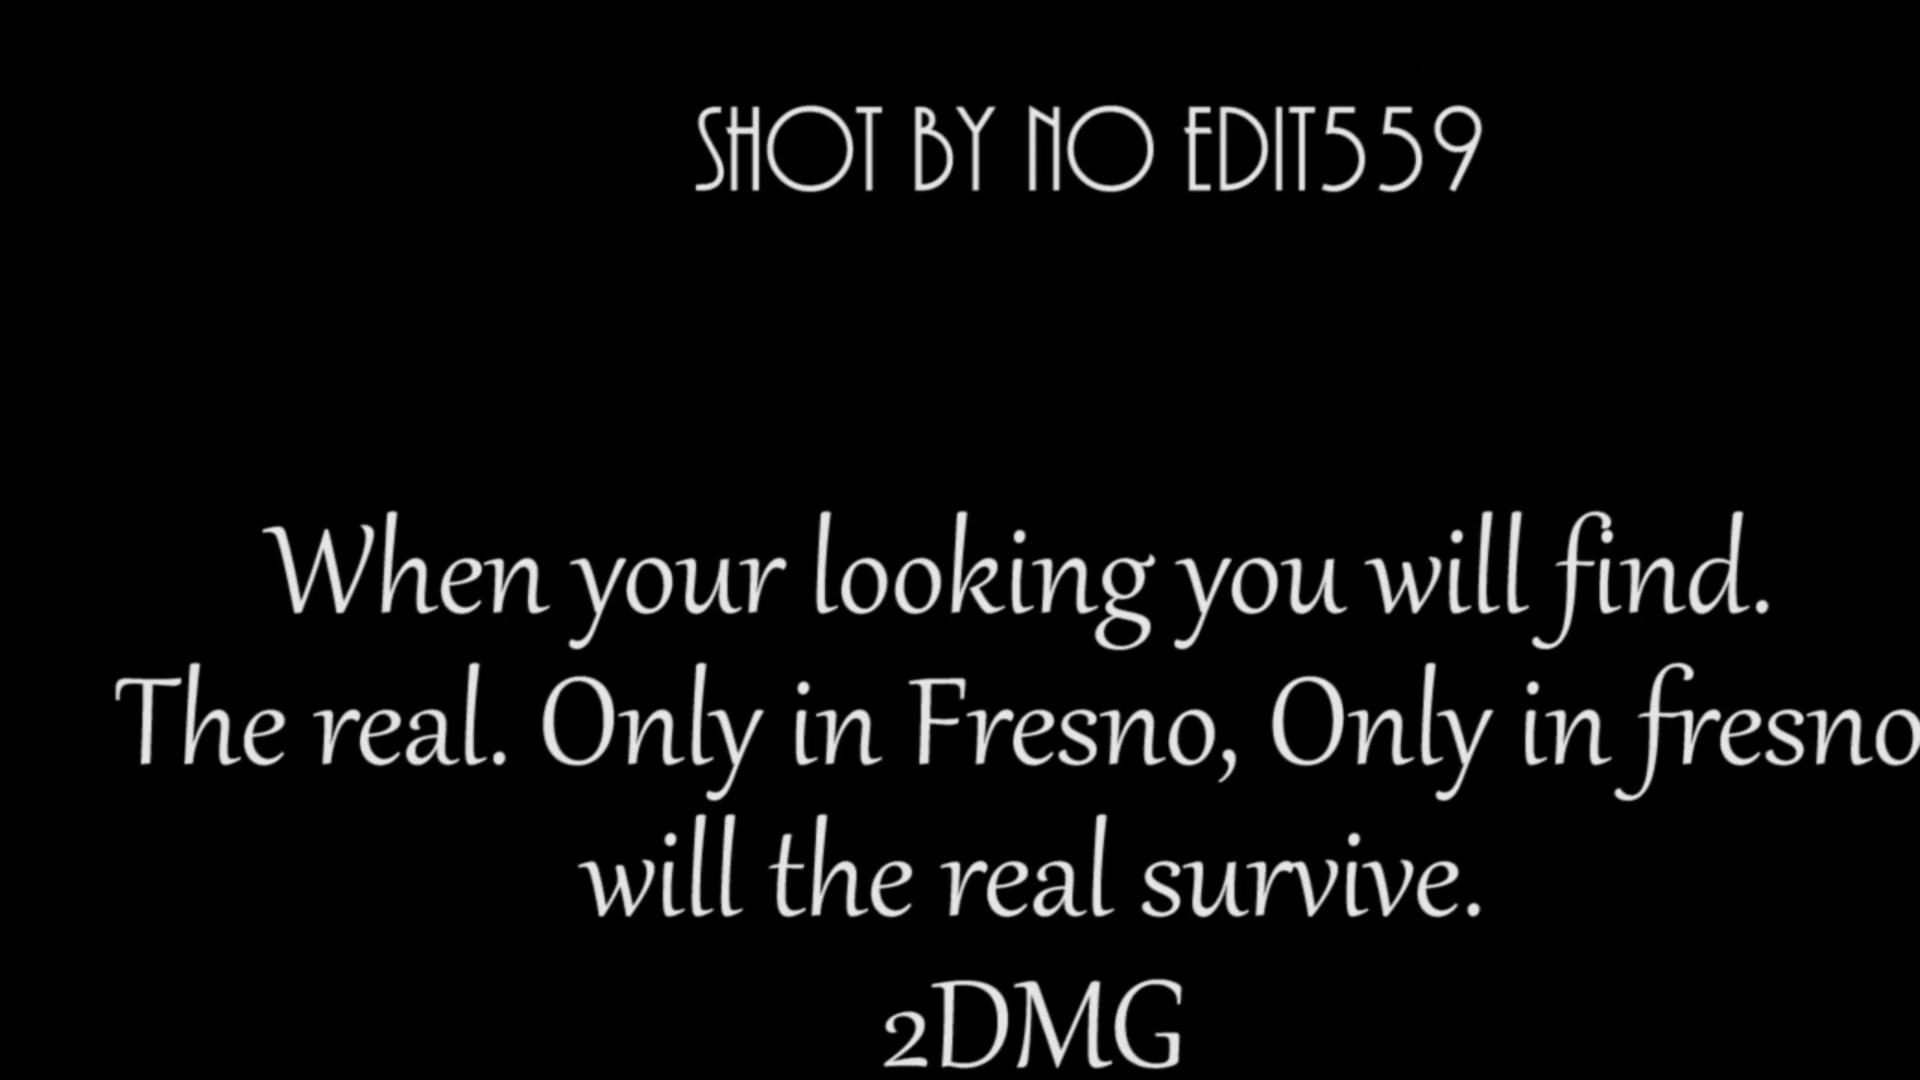 SHOT BY NO EDIT559
When your looking you will find.
The real. Only in Fresno, Only in fresno
will the real survive.
2DMG